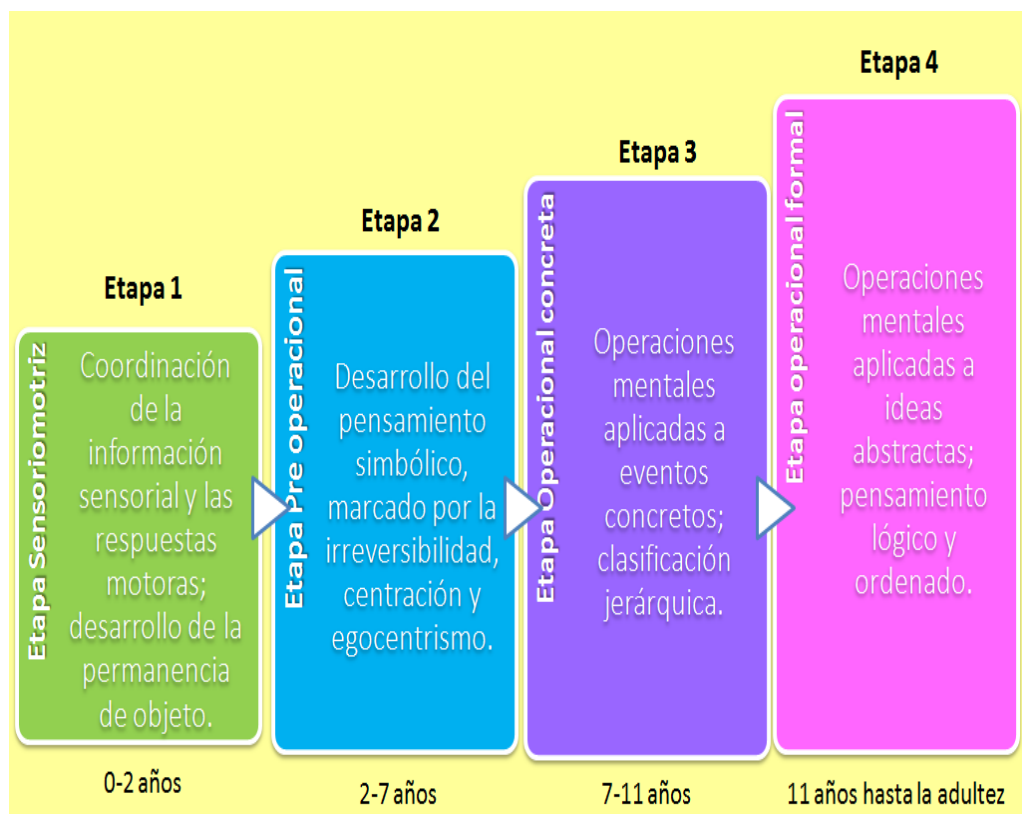 Etapa 1
Etapa Sensoriomotriz
Coordinación
de la
información
sensorial y las
respuestas
motoras;
desarrollo de la
permanencia
de objeto.
0-2 años
Etapa 2
Etapa Pre operacional
Desarrollo del
pensamiento
simbólico,
marcado por la
irreversibilidad,
centración y
egocentrismo.
2-7 años
Etapa 3
Etapa Operacional concreta
Operaciones
mentales
aplicadas a
eventos
concretos;
clasificación
jerárquica.
7-11 años
Etapa 4
Etapa operacional formal
Operaciones
mentales
aplicadas a
ideas
abstractas;
pensamiento
lógico y
ordenado.
11 años hasta la adultez